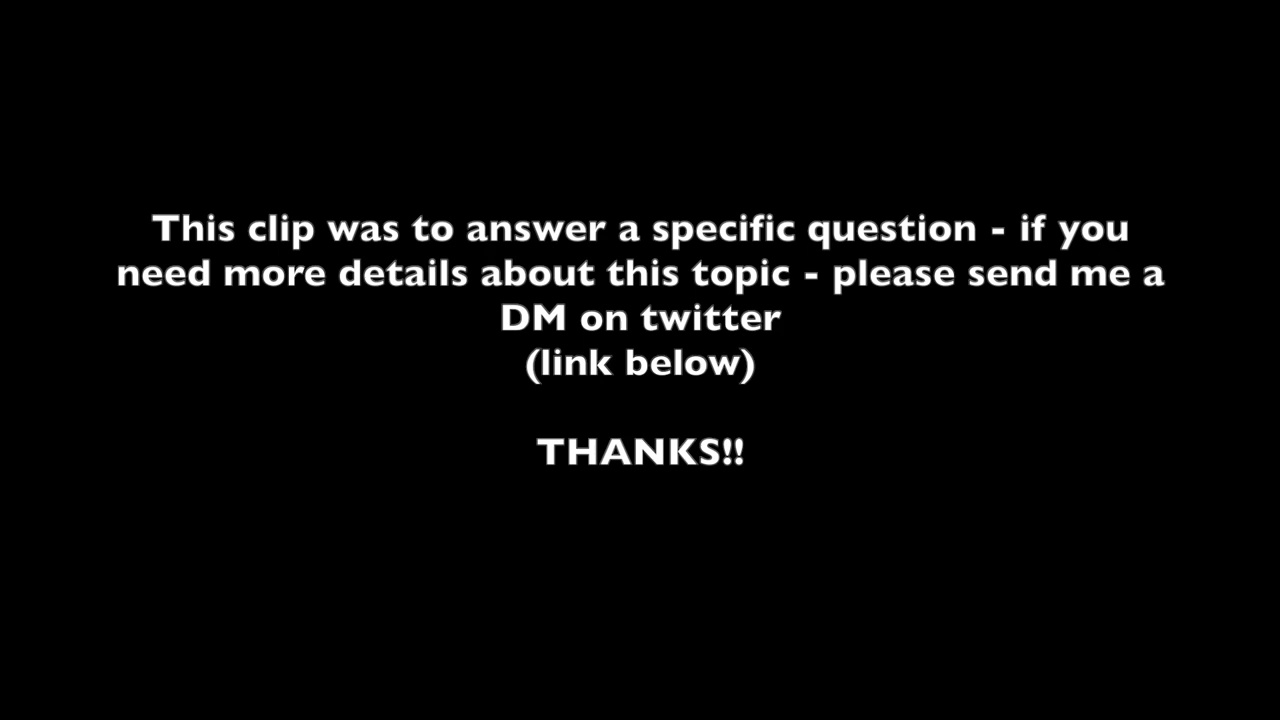 This clip was to answer a specific question - if you
need more details about this topic - please send me a
DM on twitter
(link below)
THANKS!!